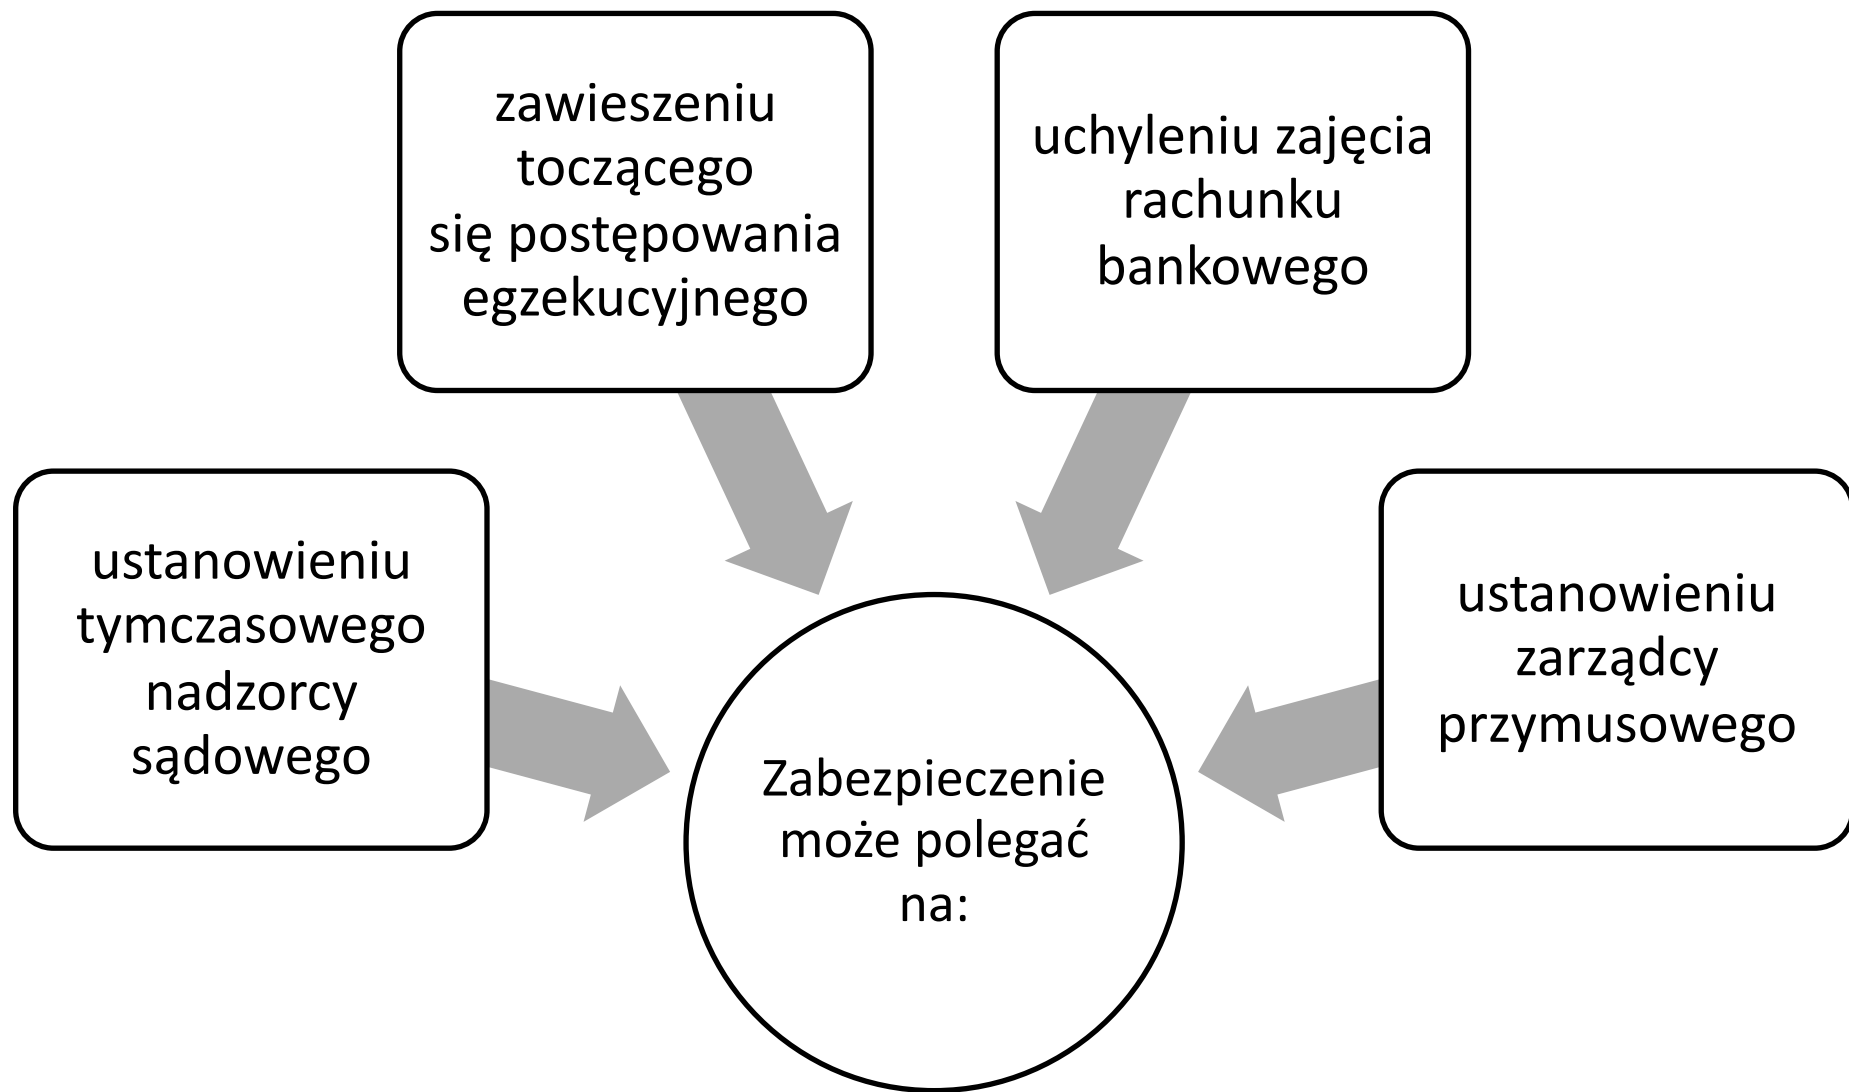 zawieszeniu
toczącego
się postępowania
egzekucyjnego
uchyleniu zajęcia
rachunku
bankowego
ustanowieniu
tymczasowego
nadzorcy
sądowego
ustanowieniu
zarządcy
przymusowego
Zabezpieczenie
może polegać
na: